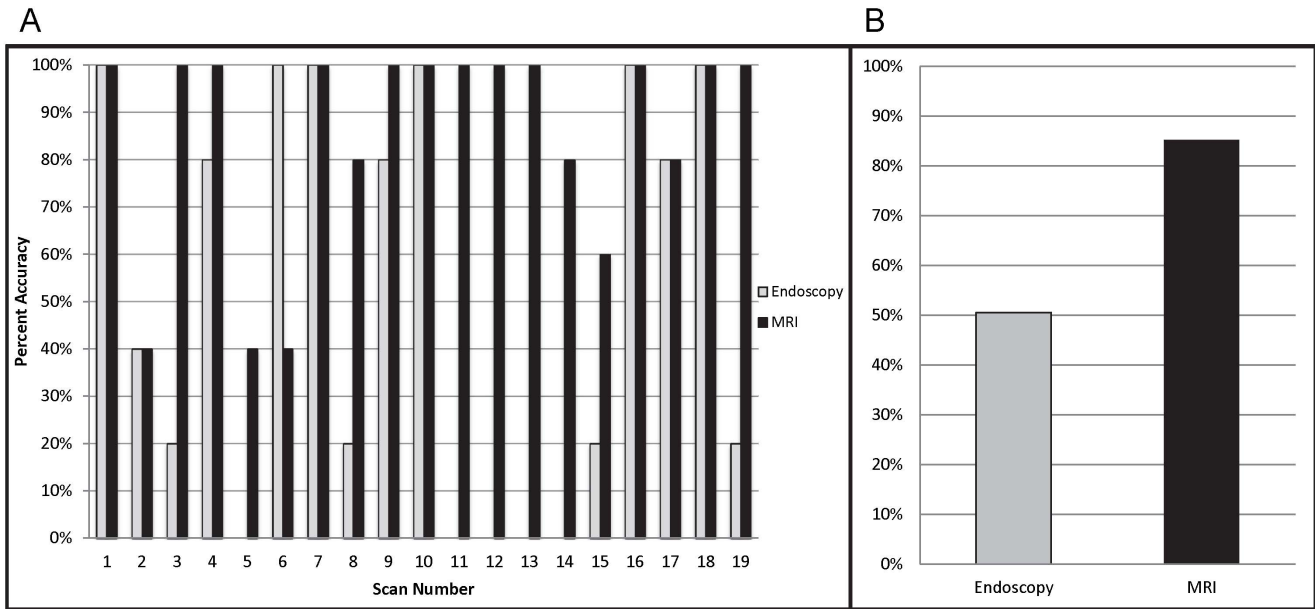 A
B
100%
90%
80%
70%
60%
50%
40%
30%
20%
10%
0%
Percent Accuracy
1 2 3 4 5 6 7 8 9 10 11 12 13 14 15 16 17 18 19
Scan Number
Endoscopy
MRI
100%
90%
80%
70%
60%
50%
40%
30%
20%
10%
0%
Endoscopy MRI